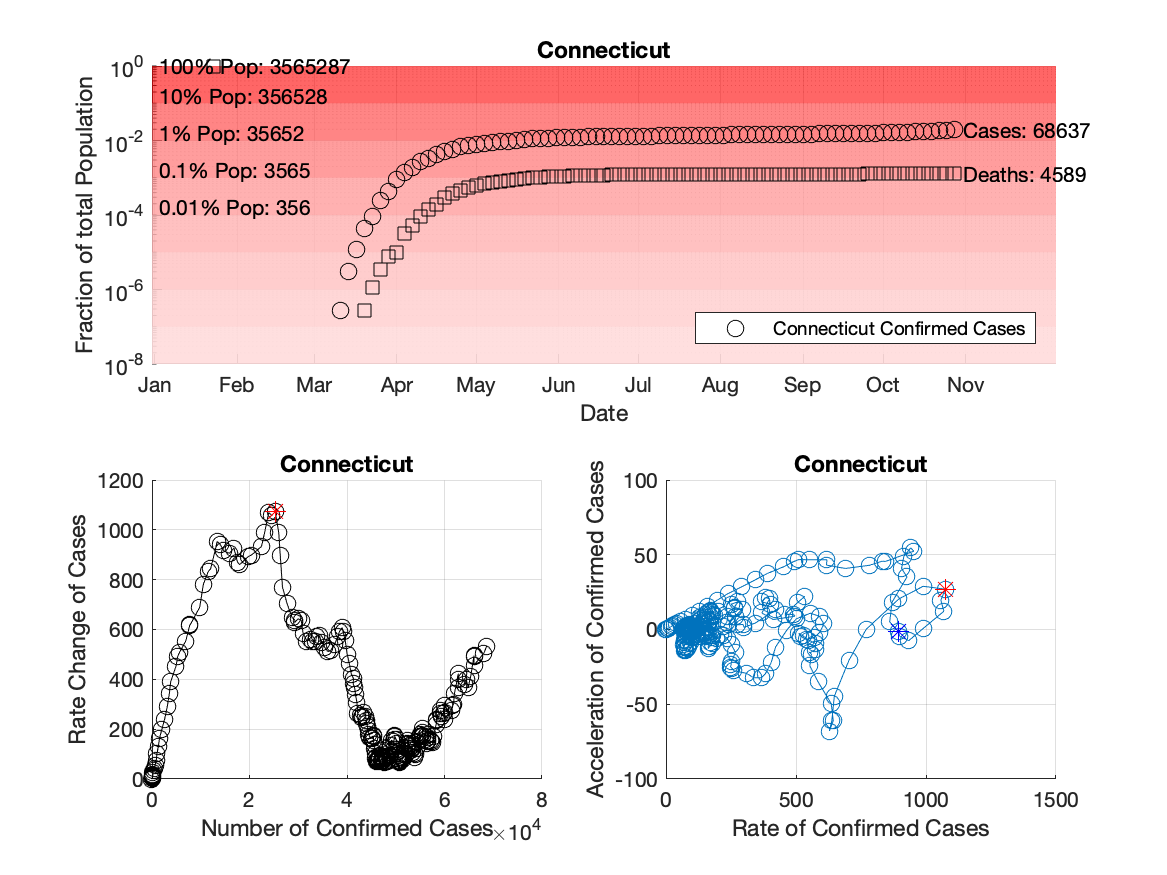 Connecticut
Fraction of total Population
10^0
10^-2
10^-4
10^-6
10^-8
100% Pop: 3565287
10% Pop: 356528
1% Pop: 35652
0.1% Pop: 3565
0.01% Pop: 356
Cases: 68637
Deaths: 4589
Connecticut Confirmed Cases
Jan Feb Mar Apr May Jun Jul Aug Sep Oct Nov
Date
Connecticut
Rate Change of Cases
1200
1000
800
600
400
200
0
0 2 4 6 8
Number of Confirmed Cases
×10^4
Connecticut
Acceleration of Confirmed Cases
100
50
0
-50
-100
0 500 1000 1500
Rate of Confirmed Cases